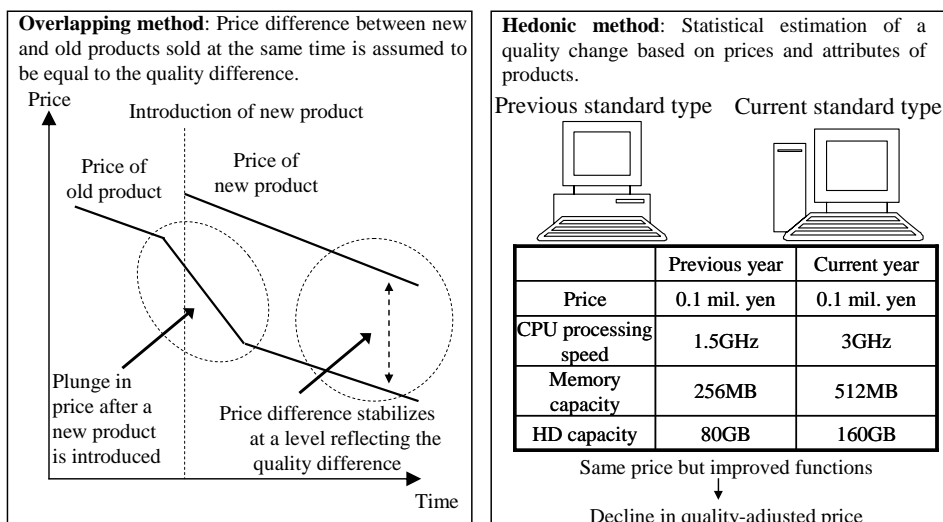 Overlapping method: Price difference between new
and old products sold at the same time is assumed to
be equal to the quality difference.
Price
Introduction of new product
Price of
old product
Price of
new product
Plunge in
price after a
new product
is introduced
Price difference stabilizes
at a level reflecting the
quality difference
Time
Hedonic method: Statistical estimation of a
quality change based on prices and attributes of
products.
Previous standard type
Current standard type
Previous year Current year
Price 0.1 mil. yen 0.1 mil. yen
CPU processing
speed 1.5GHz 3GHz
Memory
capacity 256MB 512MB
HD capacity 80GB 160GB
Same price but improved functions
Decline in quality-adjusted price